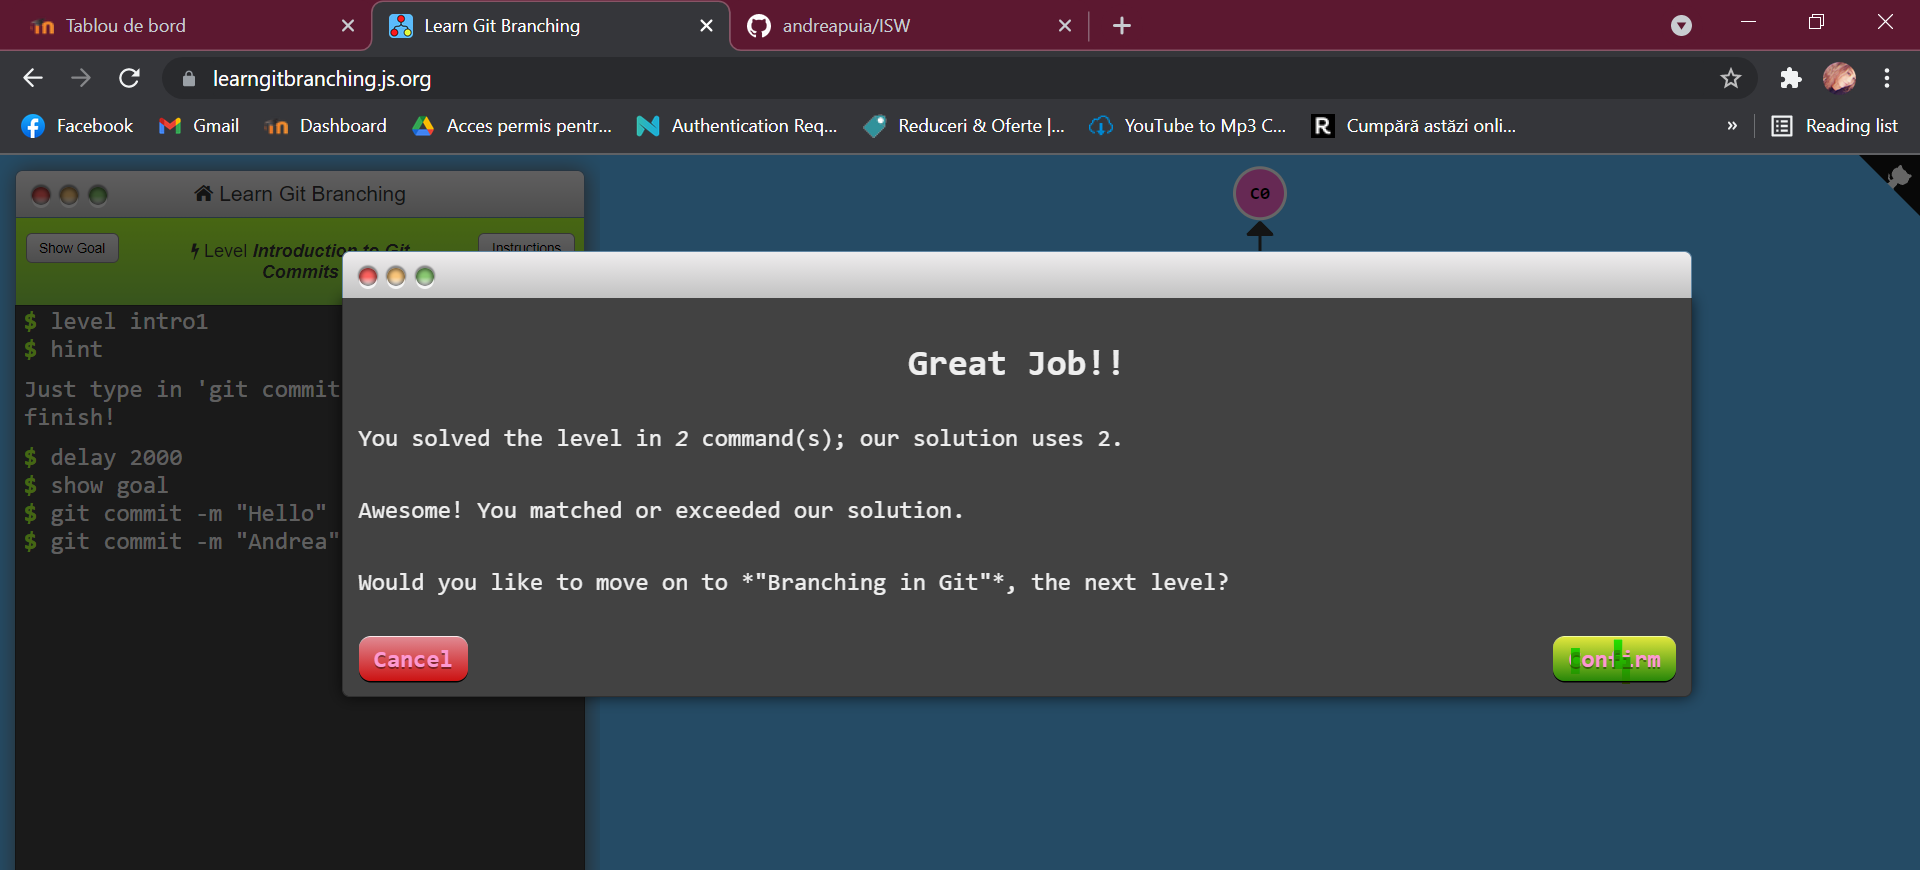 Tablou de bord
Learn Git Branching
andreapuia/ISW
learngitbranching.js.org
Facebook
Gmail
Dashboard
Acces permis pentr...
Authentication Req...
Reduceri & Oferte |...
YouTube to Mp3 C...
R
Cumpără astăzi onli...
»
Reading list
Learn Git Branching
Show Goal
Level Introduction to Git
Commits
Instructions
$ level intro1
$ hint
Just type in 'git commit
finish!
$ delay 2000
$ show goal
$ git commit -m "Hello"
$ git commit -m "Andrea"
C0
Great Job!!
You solved the level in 2 command(s); our solution uses 2.
Awesome! You matched or exceeded our solution.
Would you like to move on to *"Branching in Git"*, the next level?
Cancel
Confirm